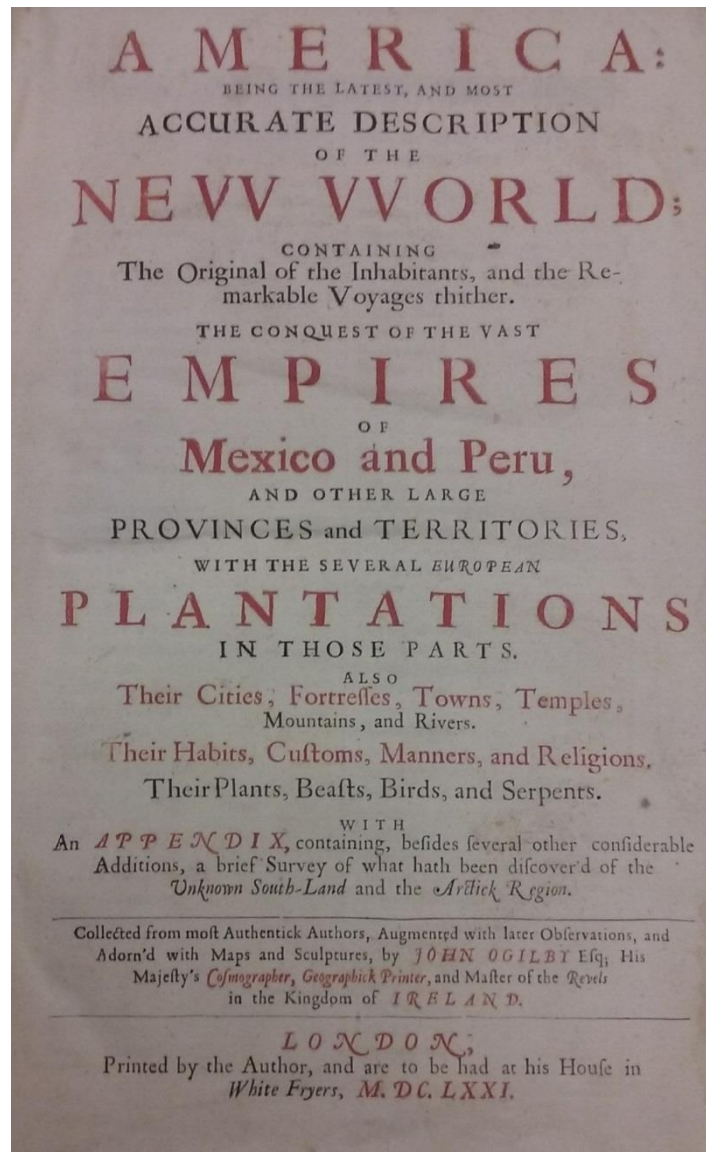 AMERICA:
BEING THE LATEST, AND MOST
ACCURATE DESCRIPTION
OF THE
NEVV VVORLD;
CONTAINING
The Original of the Inhabitants, and the Re-
markable Voyages thither.
THE CONQUEST OF THE VAST
EMPIRES
OF
Mexico and Peru,
AND OTHER LARGE
PROVINCES and TERRITORIES,
WITH THE SEVERAL EUROPEAN
PLANTATIONS
IN THOSE PARTS.
ALSO
Their Cities, Fortreſſes, Towns, Temples,
Mountains, and Rivers.
Their Habits, Cuſtoms, Manners, and Religions.
Their Plants, Beaſts, Birds, and Serpents.
WITH
An APPENDIX, containing, beſides ſeveral other conſiderable
Additions, a brief Survey of what hath been diſcover'd of the
Unknown South-Land and the Arctick Region.
Collected from moſt Authentick Authors, Augmented with later Obſervations, and
Adorn'd with Maps and Sculptures, by JOHN OGILBY Eſq; His
Majeſty's Coſmographer, Geographick Printer, and Maſter of the Revels
in the Kingdom of IRELAND.
LONDON,
Printed by the Author, and are to be had at his Houſe in
White Fryers, M. DC. LXXI.